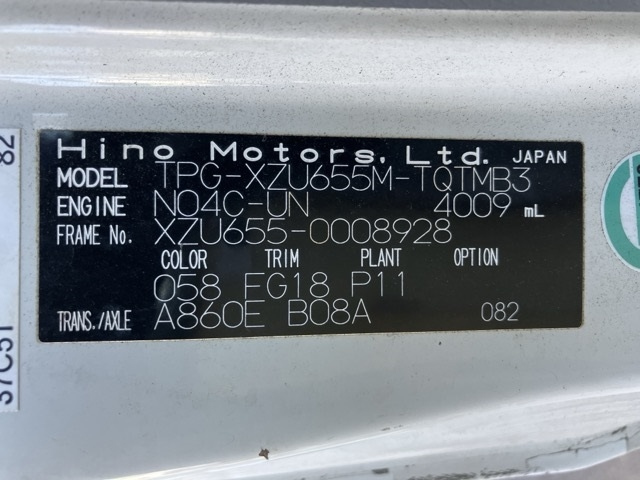 Hino Motors, Ltd. JAPAN
MODEL TPG-XZU655M-TQTMB3
ENGINE N04C-UN 4009 mL
FRAME No. XZU655-0008928
COLOR TRIM PLANT OPTION
058 FG18 P11
TRANS./AXLE A860E B08A 082
82